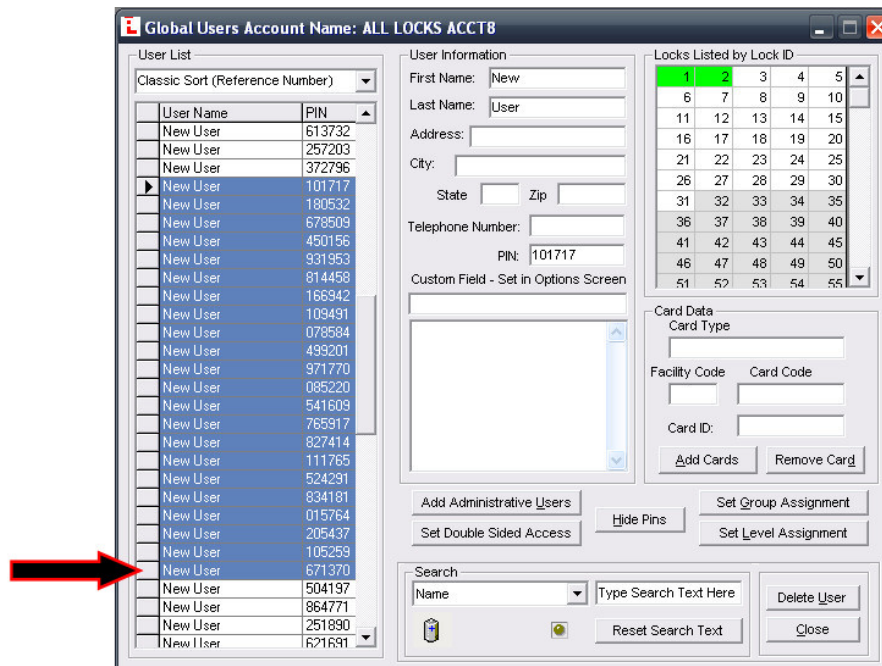 Global Users Account Name: ALL LOCKS ACCT8
User List
Classic Sort (Reference Number)
User Name PIN
New User 613732
New User 257203
New User 372796
New User 101717
New User 180532
New User 678509
New User 450156
New User 931953
New User 814458
New User 166942
New User 109491
New User 078584
New User 499201
New User 971770
New User 085220
New User 541609
New User 765917
New User 827414
New User 111765
New User 524291
New User 834181
New User 015764
New User 205437
New User 105259
New User 671370
New User 504197
New User 864771
New User 251890
New User 621691
User Information
First Name: New
Last Name: User
Address:
City:
State Zip
Telephone Number:
PIN: 101717
Custom Field - Set in Options Screen
Locks Listed by Lock ID
1 2 3 4 5
6 7 8 9 10
11 12 13 14 15
16 17 18 19 20
21 22 23 24 25
26 27 28 29 30
31 32 33 34 35
36 37 38 39 40
41 42 43 44 45
46 47 48 49 50
51 52 53 54 55
Card Data
Card Type
Facility Code Card Code
Card ID:
Add Cards Remove Card
Add Administrative Users
Set Double Sided Access
Hide Pins
Set Group Assignment
Set Level Assignment
Search
Name Type Search Text Here
Reset Search Text
Delete User
Close